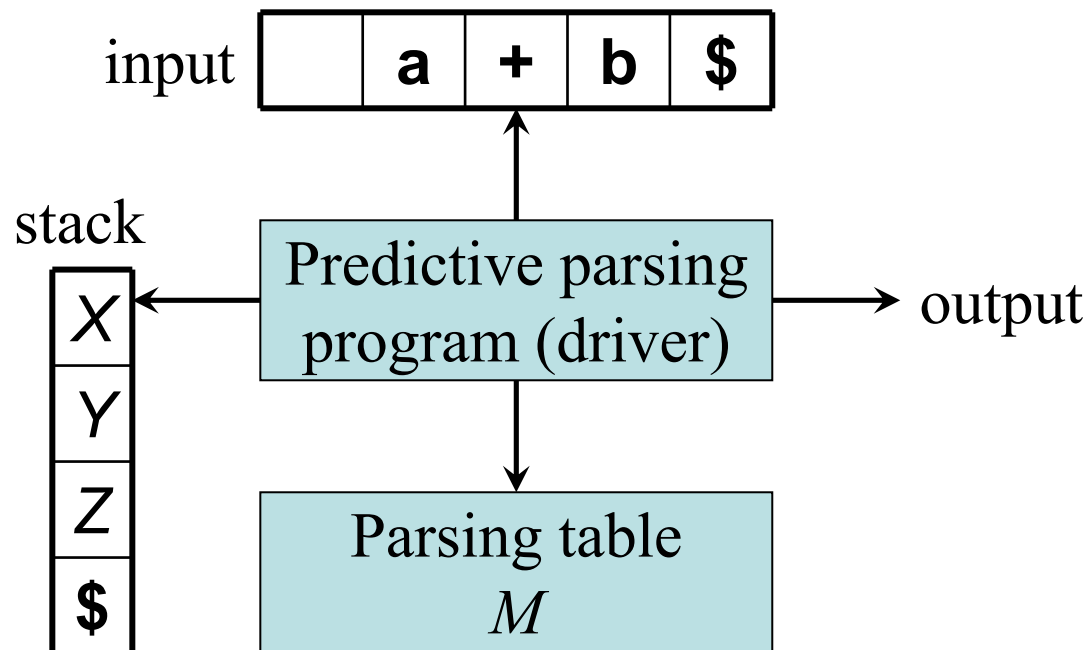 input a + b $
stack
Predictive parsing
program (driver)
output
X
Y
Z
$
Parsing table
M